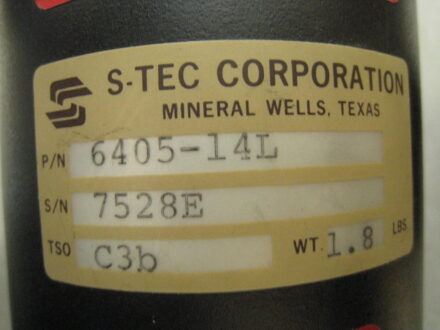 S-TEC CORPORATION
MINERAL WELLS, TEXAS
P/N 6405-14L
S/N 7528E
TSO C3b WT. 1.8 LBS.